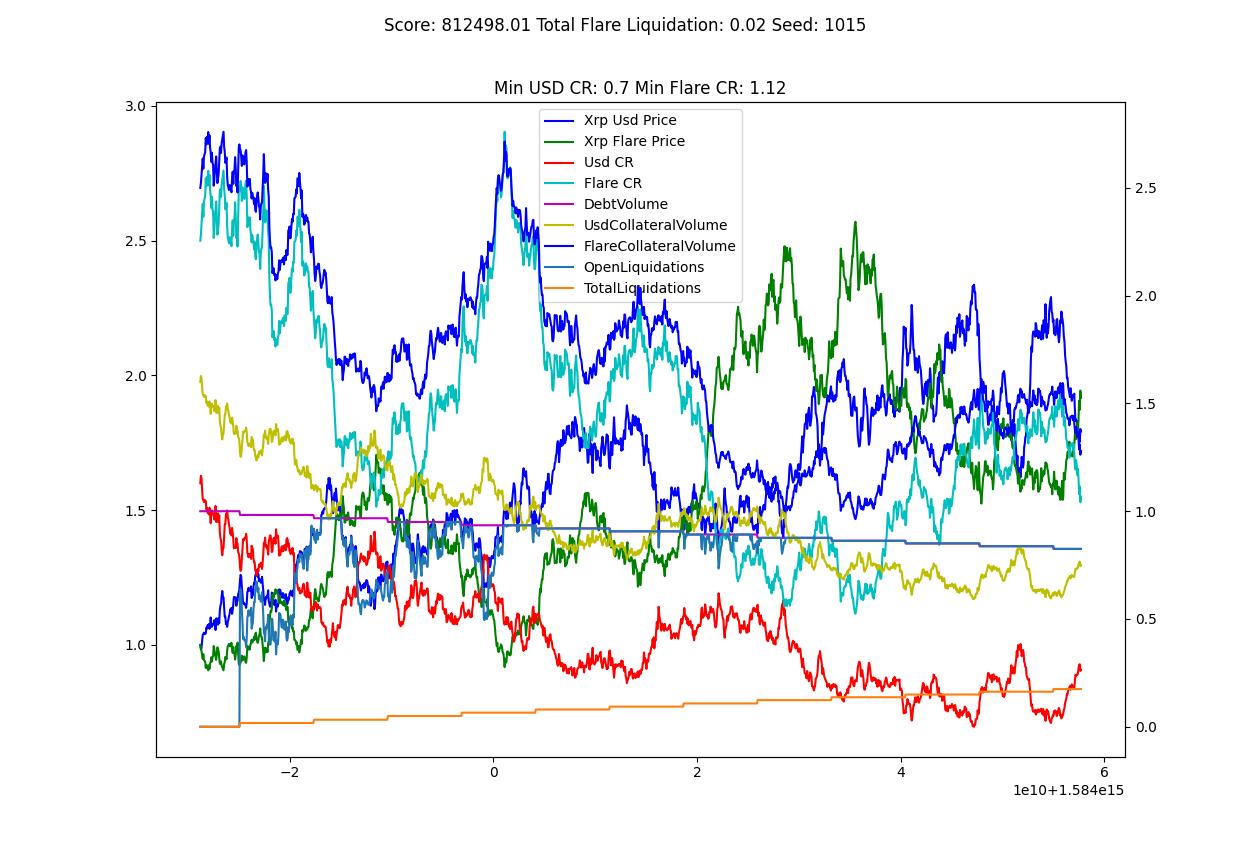 Score: 812498.01 Total Flare Liquidation: 0.02 Seed: 1015
Min USD CR: 0.7 Min Flare CR: 1.12
3.0
2.5
2.0
1.5
1.0
Xrp Usd Price
Xrp Flare Price
Usd CR
Flare CR
DebtVolume
UsdCollateralVolume
FlareCollateralVolume
OpenLiquidations
TotalLiquidations
2.5
2.0
1.5
1.0
0.5
0.0
−2 0 2 4 6
1e10+1.584e15